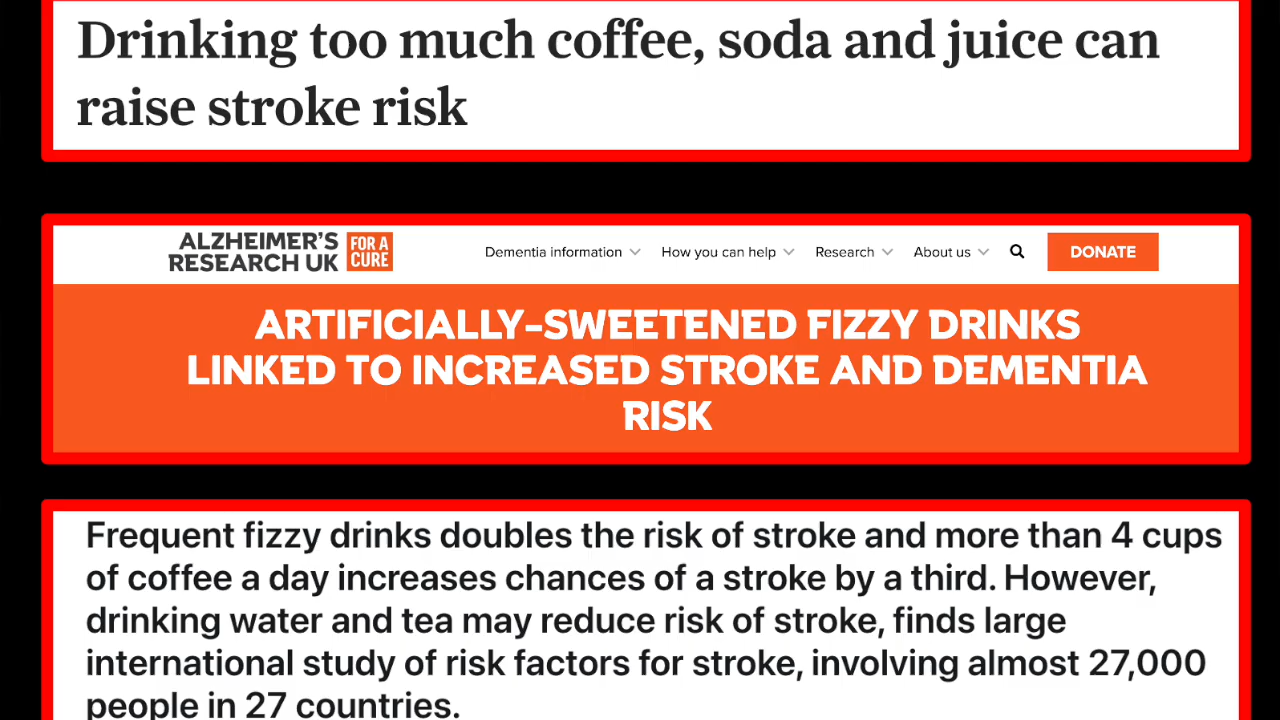 Drinking too much coffee, soda and juice can
raise stroke risk
ALZHEIMER'S
RESEARCH UK
FOR A
CURE
Dementia information
How you can help
Research
About us
DONATE
ARTIFICIALLY-SWEETENED FIZZY DRINKS
LINKED TO INCREASED STROKE AND DEMENTIA
RISK
Frequent fizzy drinks doubles the risk of stroke and more than 4 cups
of coffee a day increases chances of a stroke by a third. However,
drinking water and tea may reduce risk of stroke, finds large
international study of risk factors for stroke, involving almost 27,000
people in 27 countries.